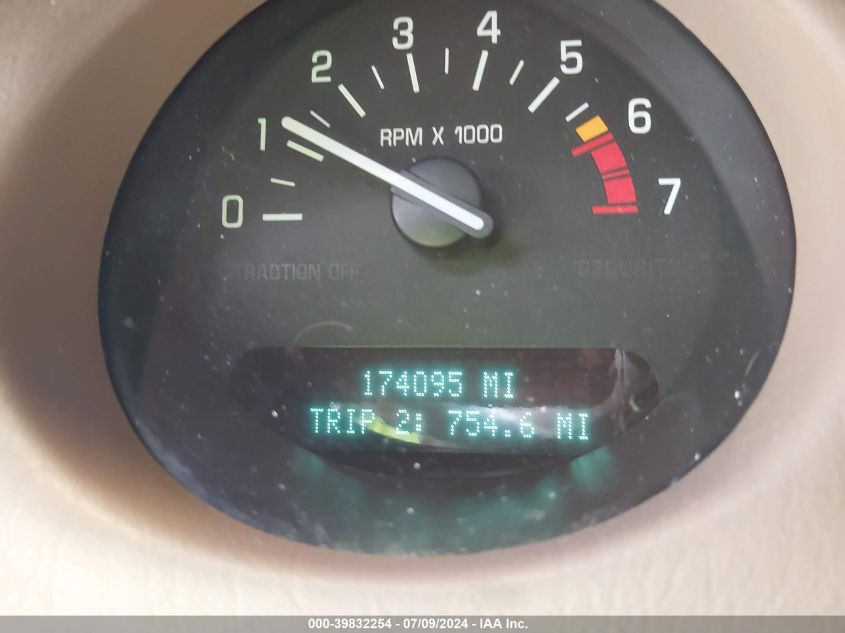 0 1 2 3 4 5 6 7
RPM X 1000
TRACTION OFF
SECURITY
174095 MI
TRIP 2: 754.6 MI
000-39832254 - 07/09/2024 - IAA Inc.